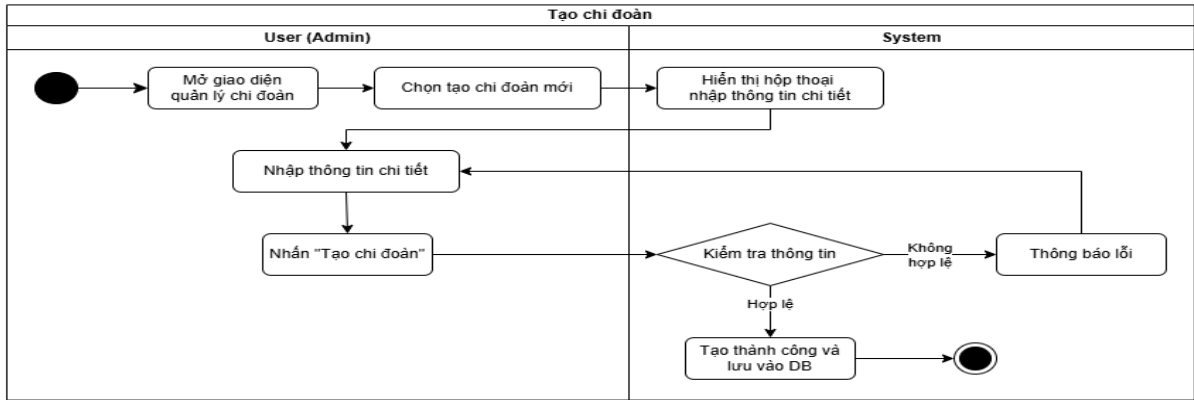 Tạo chi đoàn
User (Admin)
System
Mở giao diện
quản lý chi đoàn
Chọn tạo chi đoàn mới
Hiển thị hộp thoại
nhập thông tin chi tiết
Nhập thông tin chi tiết
Nhấn "Tạo chi đoàn"
Kiểm tra thông tin
Không
hợp lệ
Thông báo lỗi
Hợp lệ
Tạo thành công và
lưu vào DB